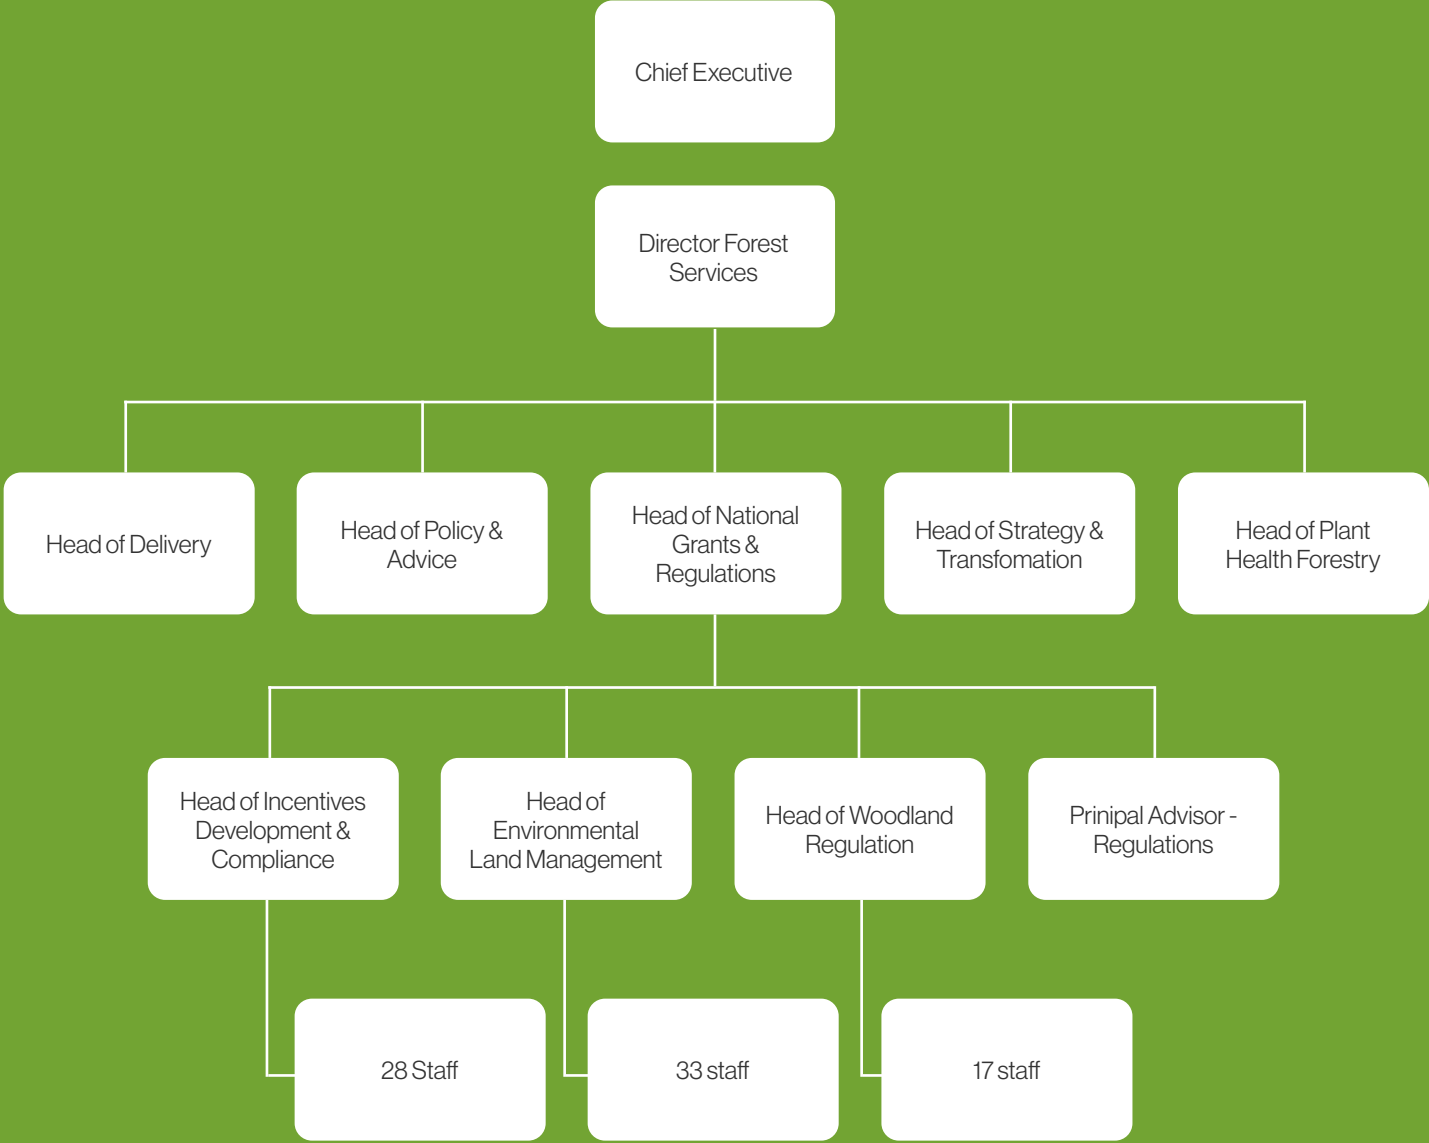 Chief Executive
Director Forest
Services
Head of Delivery
Head of Policy &
Advice
Head of National
Grants &
Regulations
Head of Strategy &
Transfomation
Head of Plant
Health Forestry
Head of Incentives
Development &
Compliance
Head of
Environmental
Land Management
Head of Woodland
Regulation
Prinipal Advisor -
Regulations
28 Staff
33 staff
17 staff